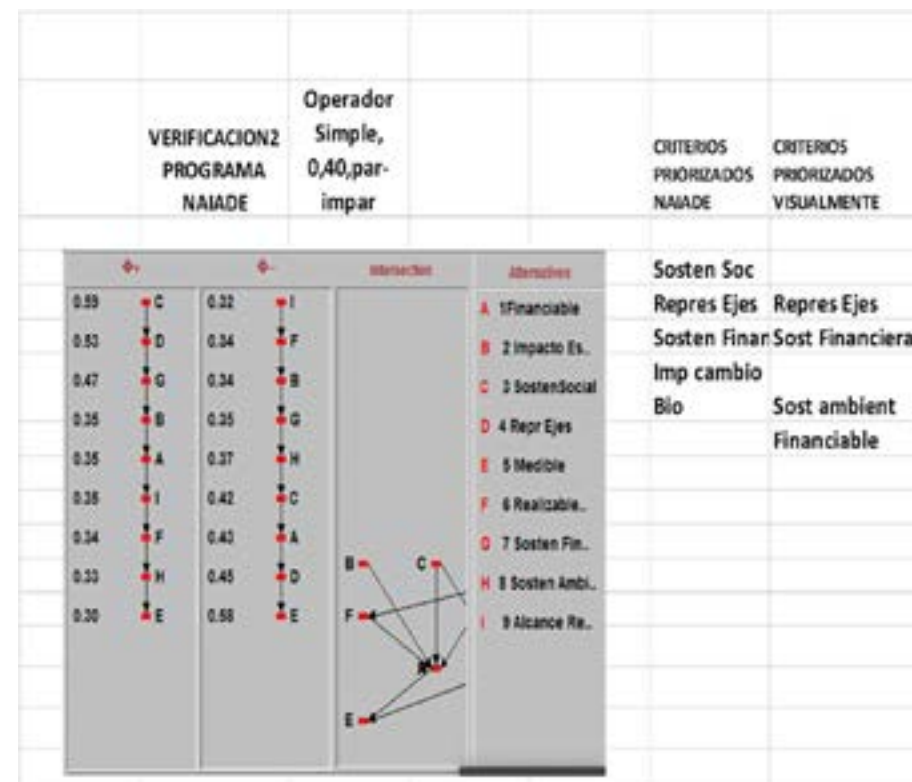 VERIFICACION2
PROGRAMA
NAIADE
Operador
Simple,
0,40,par-
impar
CRITERIOS
PRIORIZADOS
NAIADE
CRITERIOS
PRIORIZADOS
VISUALMENTE
Φ+
Φ-
Intersection
Alternatives
0.59 C
0.53 D
0.47 G
0.35 B
0.35 A
0.35 I
0.34 F
0.33 H
0.30 E
0.32 I
0.34 F
0.34 B
0.35 G
0.37 H
0.42 C
0.43 A
0.45 D
0.58 E
B C
F
A
E
A 1Financiable
B 2 Impacto Es..
C 3 SostenSocial
D 4 Repr Ejes
E 5 Medible
F 6 Realizable..
G 7 Sosten Fin..
H 8 Sosten Ambi..
I 9 Alcance Re..
Sosten Soc
Repres Ejes Repres Ejes
Sosten Finan Sost Financiera
Imp cambio
Bio Sost ambient
Financiable